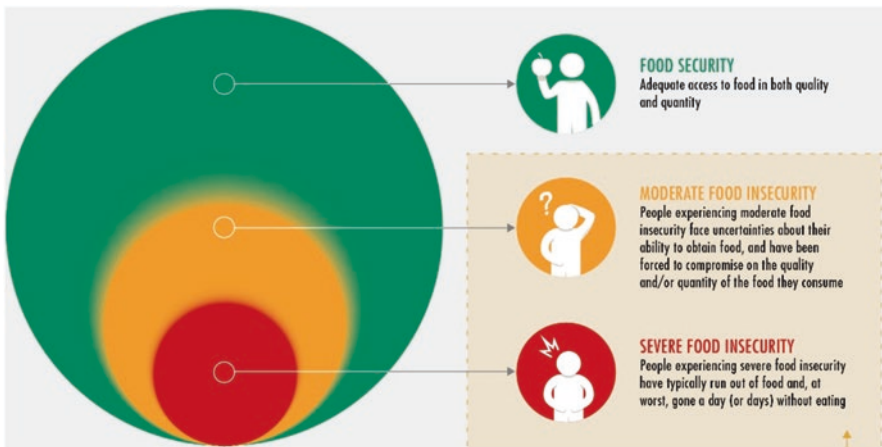 FOOD SECURITY
Adequate access to food in both quality
and quantity
?
MODERATE FOOD INSECURITY
People experiencing moderate food
insecurity face uncertainties about their
ability to obtain food, and have been
forced to compromise on the quality
and/or quantity of the food they consume
SEVERE FOOD INSECURITY
People experiencing severe food insecurity
have typically run out of food and, at
worst, gone a day (or days) without eating